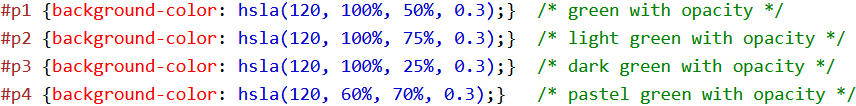 #p1 {background-color: hsla(120, 100%, 50%, 0.3);}  /* green with opacity */
#p2 {background-color: hsla(120, 100%, 75%, 0.3);}  /* light green with opacity */
#p3 {background-color: hsla(120, 100%, 25%, 0.3);}  /* dark green with opacity */
#p4 {background-color: hsla(120, 60%, 70%, 0.3);}   /* pastel green with opacity */